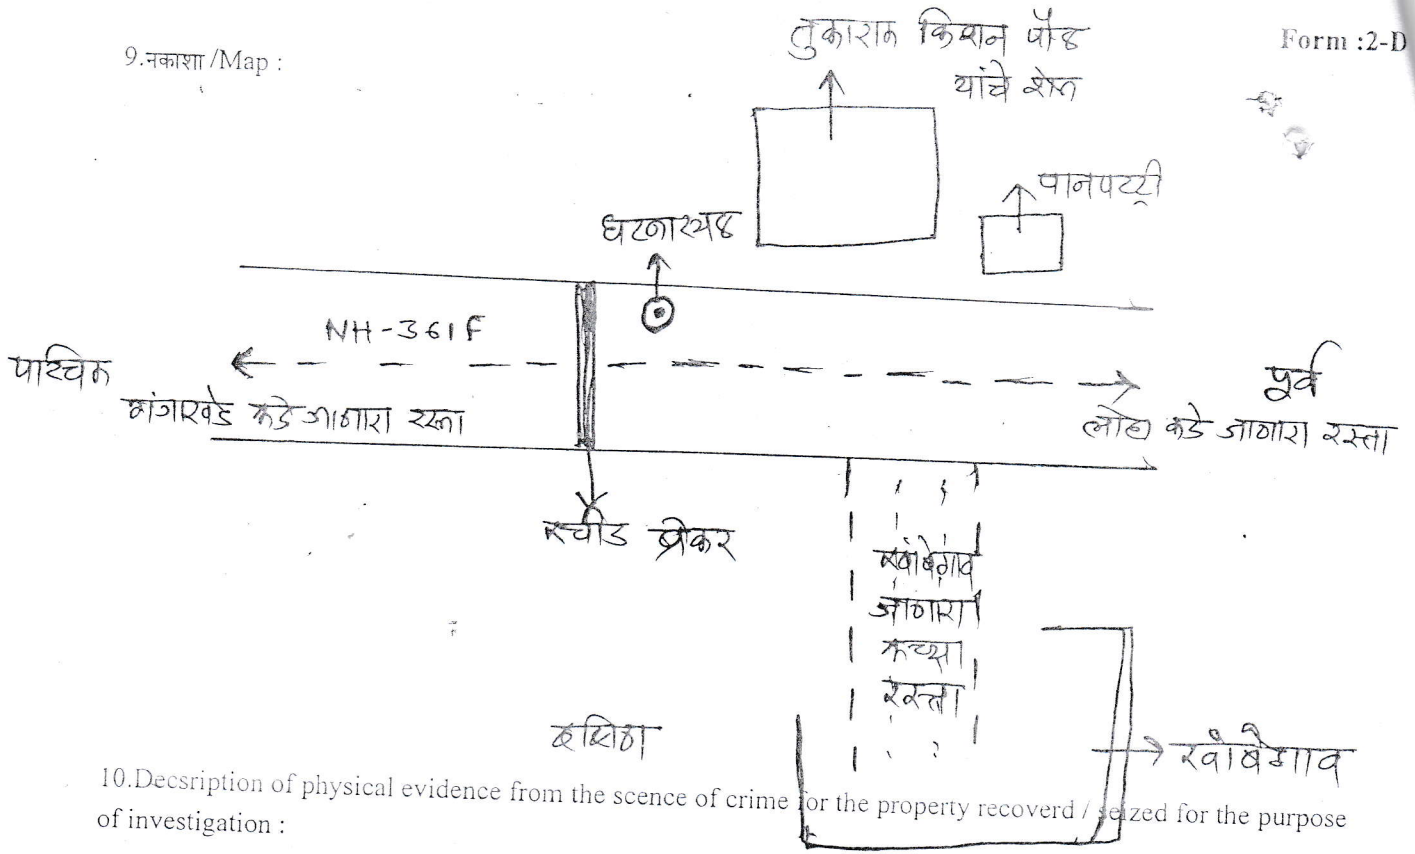 Form :2-D
9.नकाशा /Map :
तुकाराम किशन पौळ
यांचे शेत
पानपट्टी
घटनास्थळ
NH-361F
पश्चिम
पूर्व
गंगाखेड कडे जाणारा रस्ता
लोहा कडे जाणारा रस्ता
स्पीड ब्रेकर
खांबेगाव
जाणारा
कच्चा
रस्ता
दक्षिण
खांबेगाव
10.Decsription of physical evidence from the scence of crime for the property recoverd / seized for the purpose
of investigation :